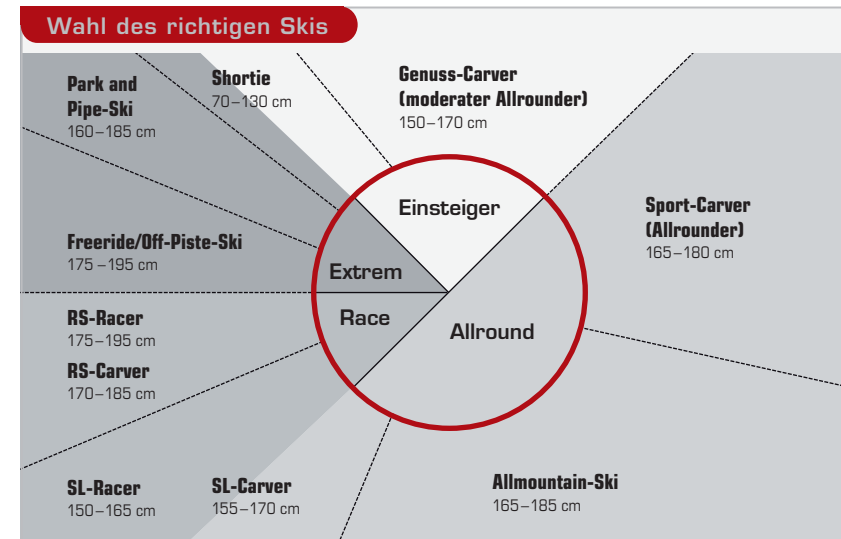 Wahl des richtigen Skis
Park and
Pipe-Ski
160–185 cm
Shortie
70–130 cm
Genuss-Carver
(moderater Allrounder)
150–170 cm
Einsteiger
Sport-Carver
(Allrounder)
165–180 cm
Freeride/Off-Piste-Ski
175–195 cm
Extrem
Race
Allround
RS-Racer
175–195 cm
RS-Carver
170–185 cm
SL-Racer
150–165 cm
SL-Carver
155–170 cm
Allmountain-Ski
165–185 cm